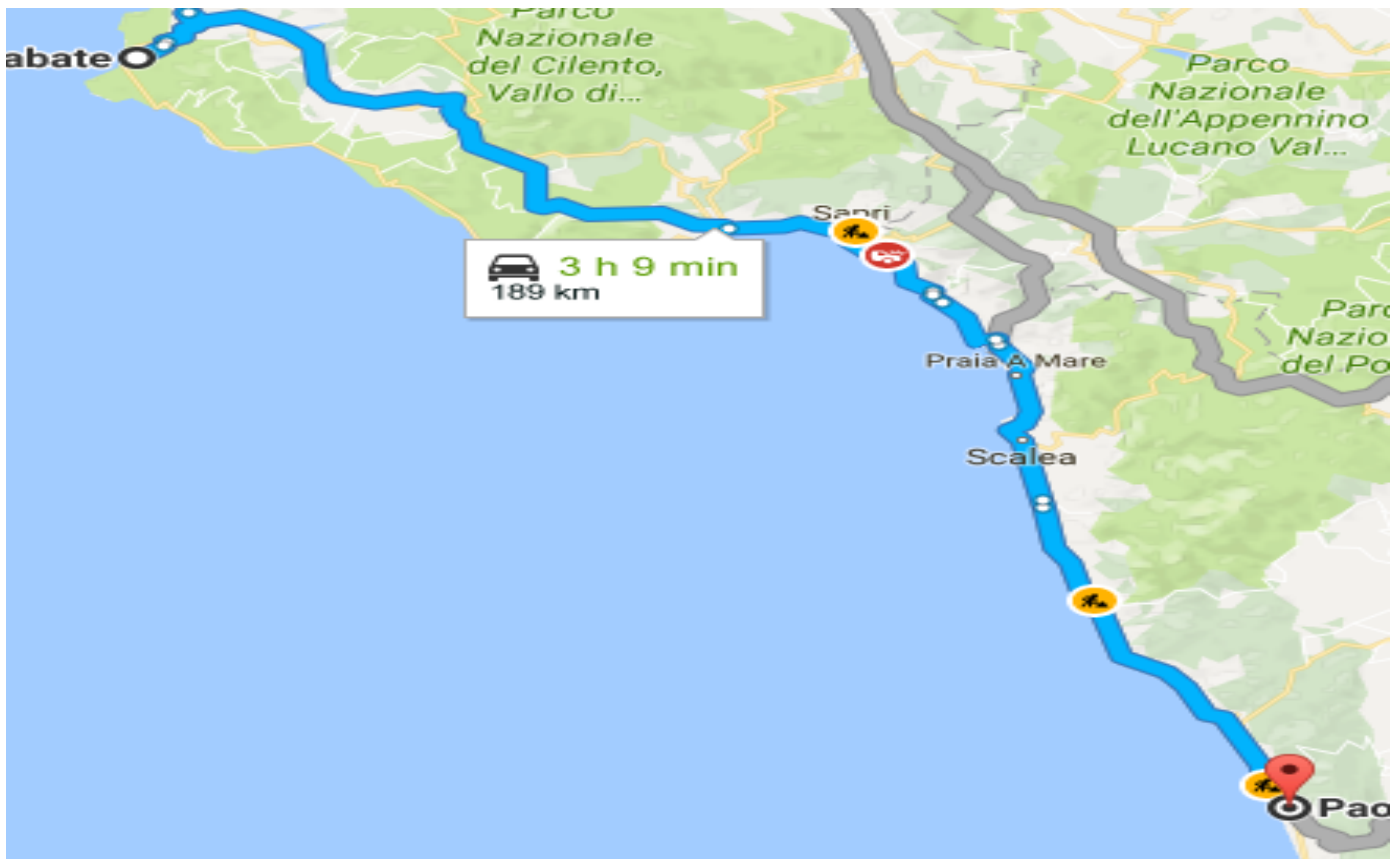 Parco
Nazionale
del Cilento,
Vallo di...
abate
Parco
Nazionale
dell'Appennino
Lucano Val...
Sapri
3 h 9 min
189 km
Parc
Nazio
del Po
Praia A Mare
Scalea
Pao